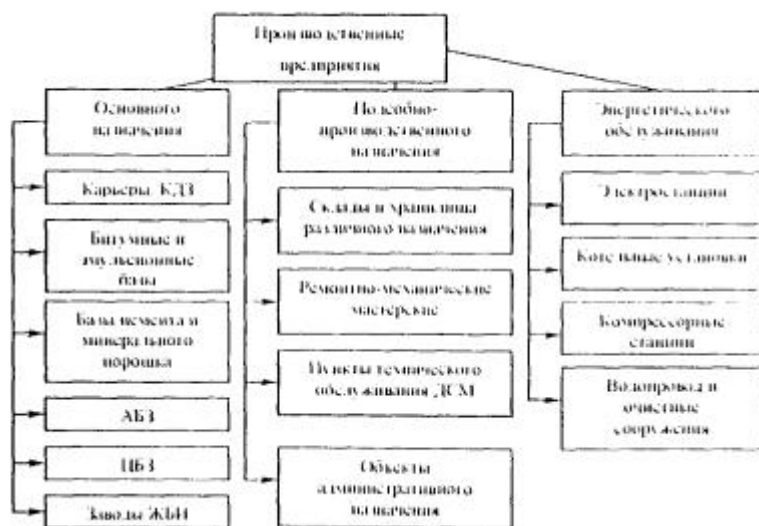 Производственные
предприятия
Основного
назначения
Карьеры, КДЗ
Битумные и
эмульсионные
базы
Базы цемента и
минерального
порошка
АБЗ
ЦБЗ
Заводы ЖБИ
Подсобно-
производственного
назначения
Склады и хранилища
различного назначения
Ремонтно-механические
мастерские
Пункты технического
обслуживания ДСМ
Объекты
административного
назначения
Энергетического
обслуживания
Электростанции
Котельные установки
Компрессорные
станции
Водопровод и
очистные
сооружения